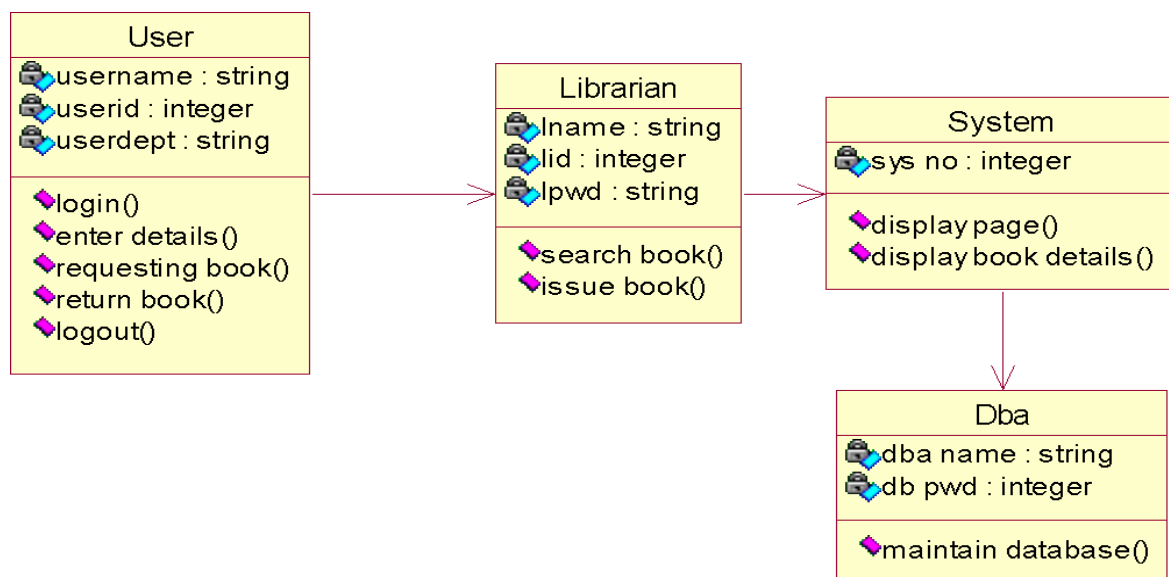 User
username : string
userid : integer
userdept : string
login()
enter details()
requesting book()
return book()
logout()
Librarian
lname : string
lid : integer
lpwd : string
search book()
issue book()
System
sys no : integer
display page()
display book details()
Dba
dba name : string
db pwd : integer
maintain database()